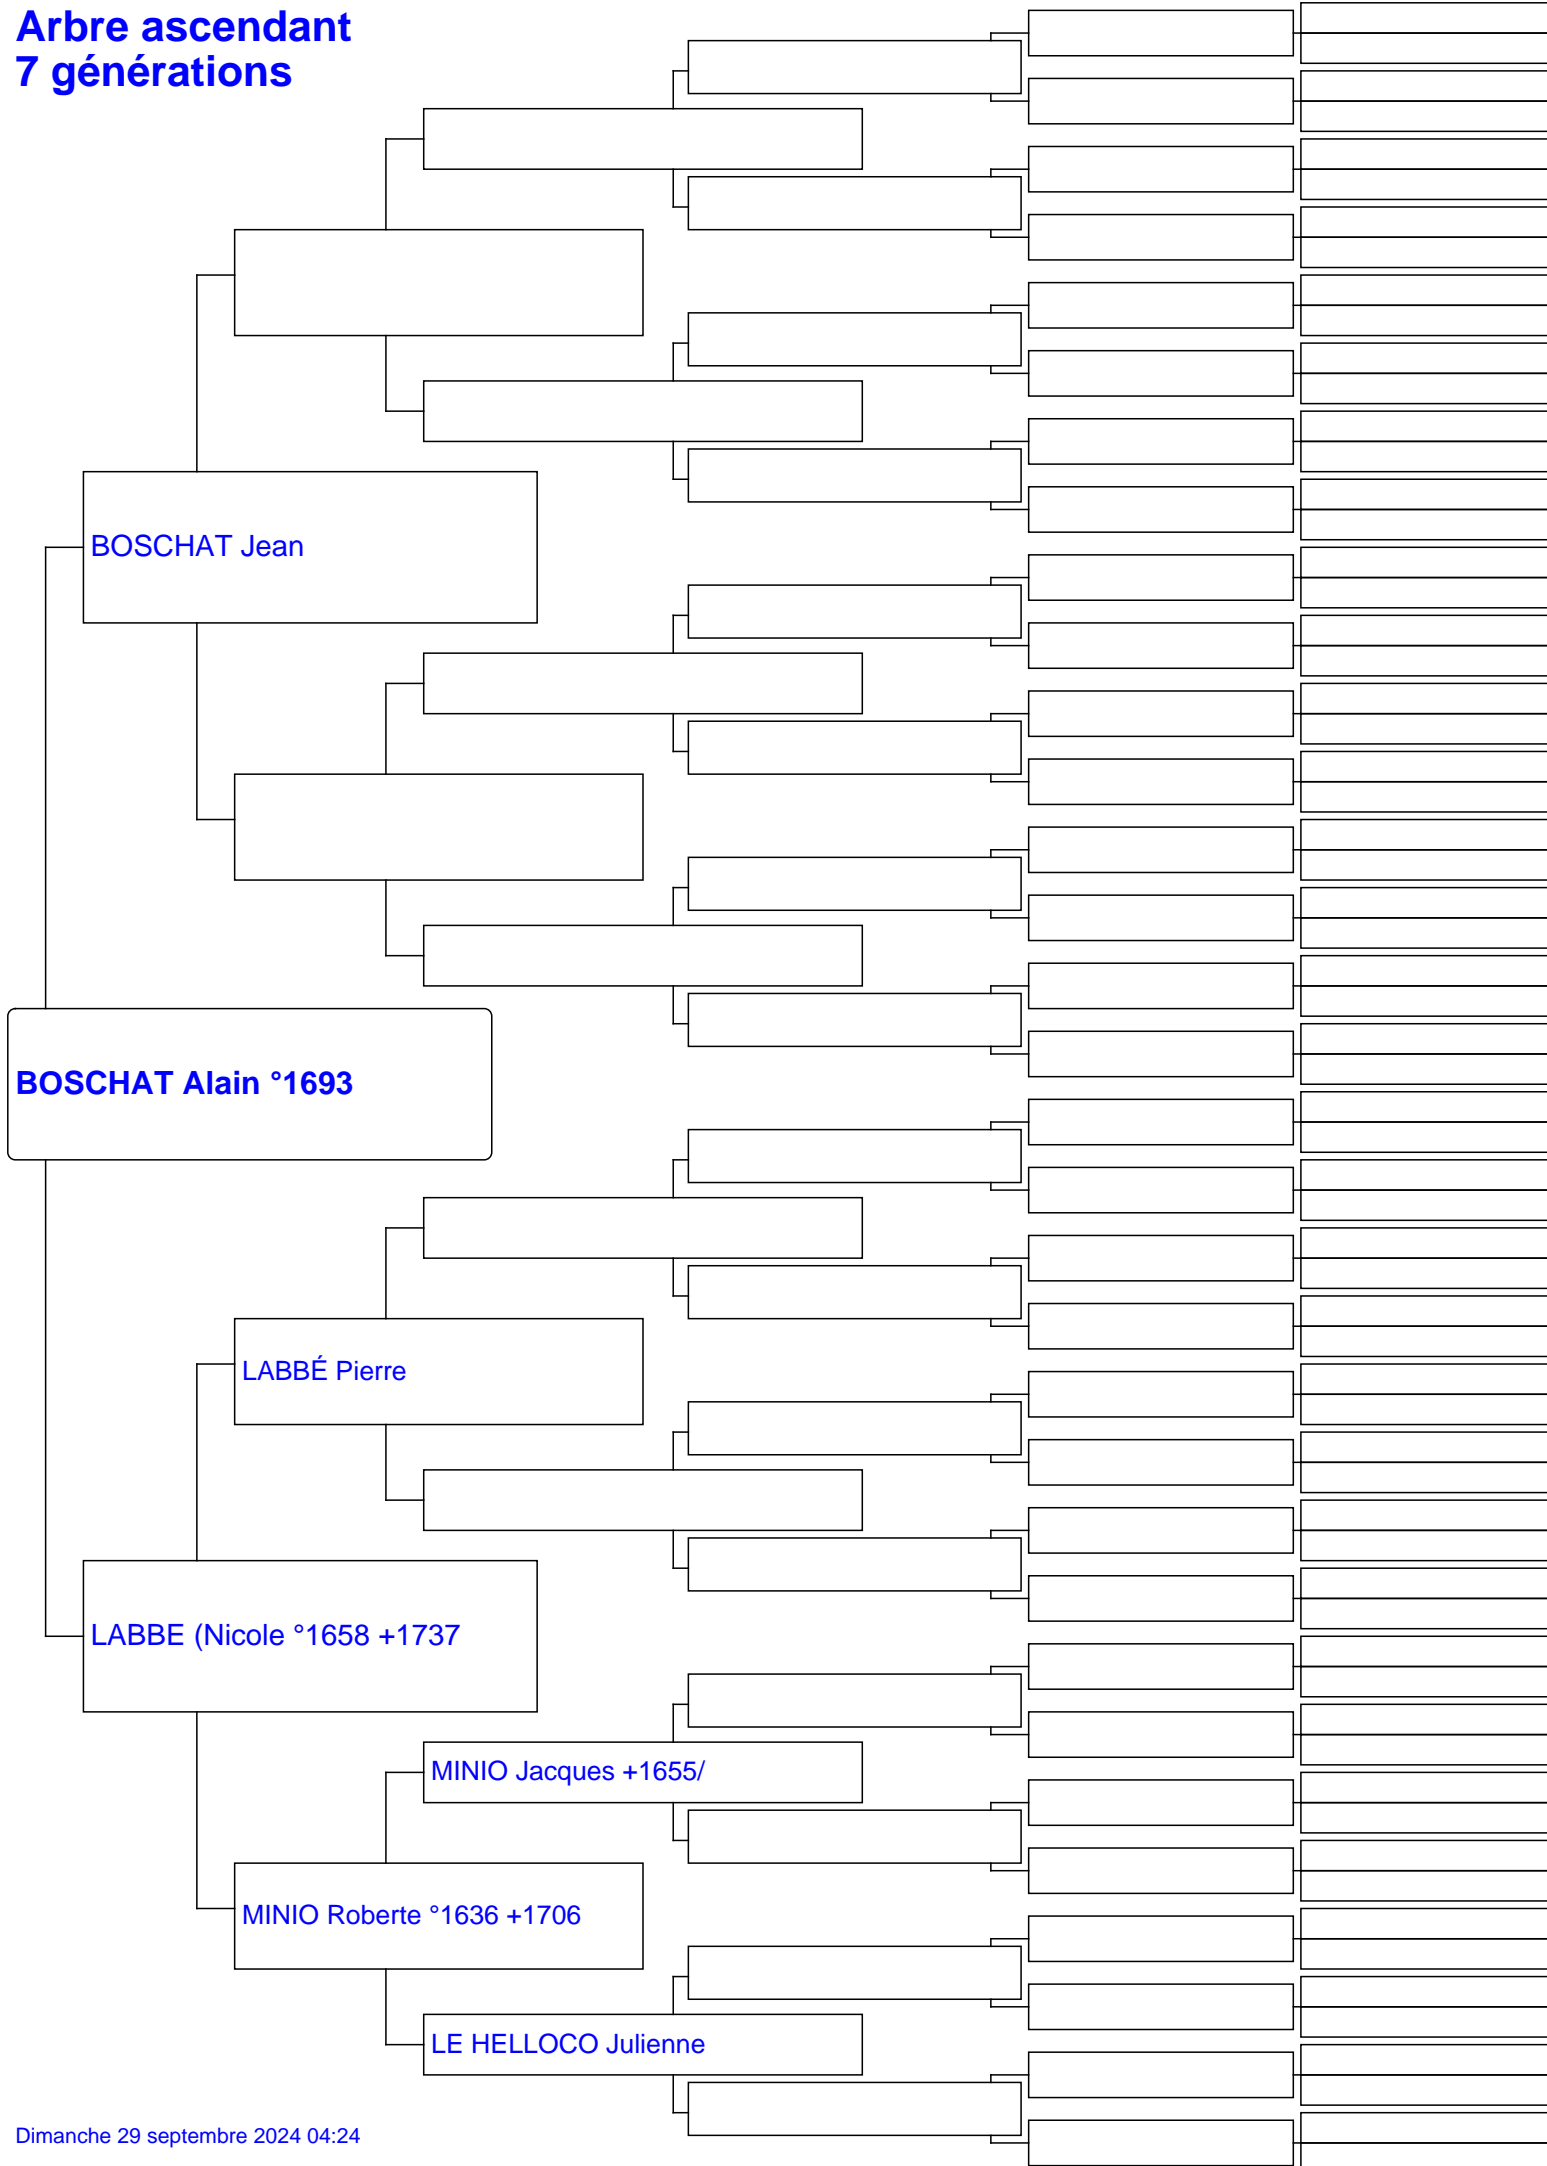 Arbre ascendant
7 générations
BOSCHAT Jean
BOSCHAT Alain °1693
LABBÉ Pierre
LABBE (Nicole °1658 +1737
MINIO Jacques +1655/
MINIO Roberte °1636 +1706
LE HELLOCO Julienne
Dimanche 29 septembre 2024 04:24